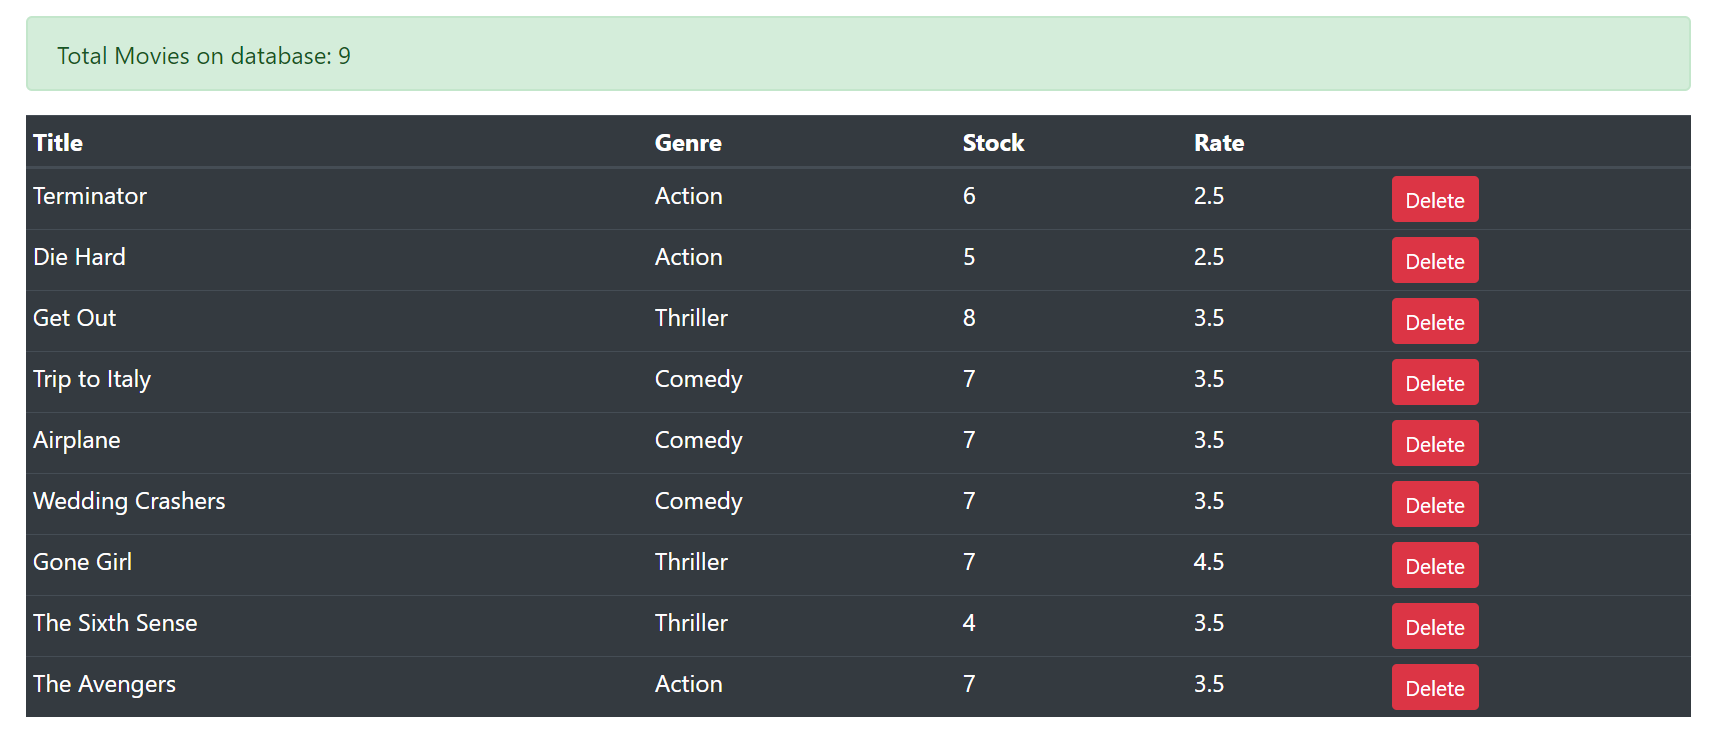 Total Movies on database: 9
Title Genre Stock Rate
Terminator Action 6 2.5 Delete
Die Hard Action 5 2.5 Delete
Get Out Thriller 8 3.5 Delete
Trip to Italy Comedy 7 3.5 Delete
Airplane Comedy 7 3.5 Delete
Wedding Crashers Comedy 7 3.5 Delete
Gone Girl Thriller 7 4.5 Delete
The Sixth Sense Thriller 4 3.5 Delete
The Avengers Action 7 3.5 Delete